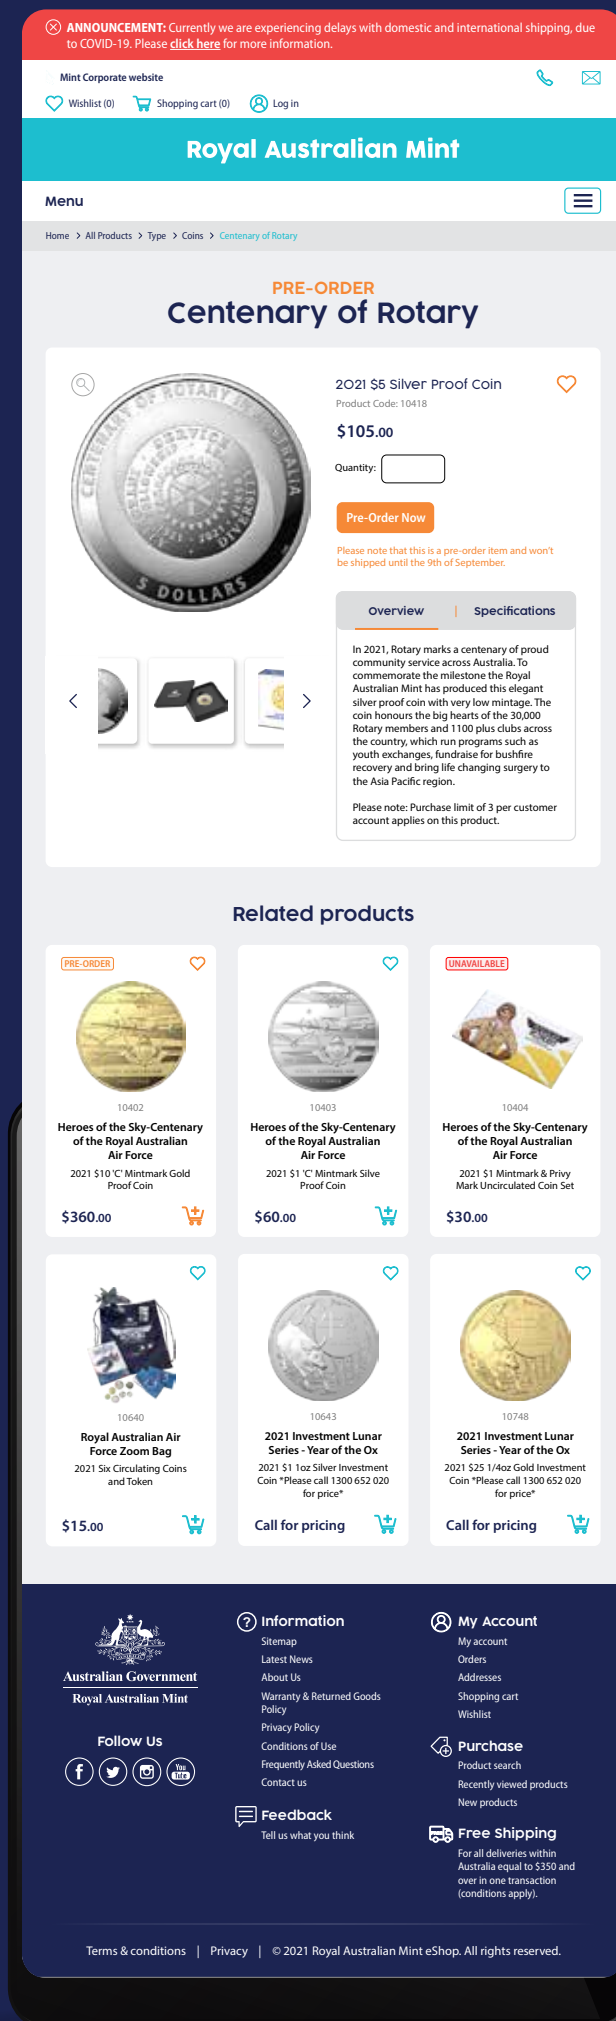 ANNOUNCEMENT: Currently we are experiencing delays with domestic and international shipping, due
to COVID-19. Please click here for more information.
Mint Corporate website
Wishlist (0) Shopping cart (0) Log in
Royal Australian Mint
Menu
Home > All Products > Type > Coins > Centenary of Rotary
PRE-ORDER
Centenary of Rotary
CENTENARY OF ROTARY IN AUSTRALIA
5 DOLLARS
2021 $5 Silver Proof Coin
Product Code: 10418
$105.00
Quantity:
Pre-Order Now
Please note that this is a pre-order item and won't
be shipped until the 9th of September.
Overview | Specifications
In 2021, Rotary marks a centenary of proud
community service across Australia. To
commemorate the milestone the Royal
Australian Mint has produced this elegant
silver proof coin with very low mintage. The
coin honours the big hearts of the 30,000
Rotary members and 1100 plus clubs across
the country, which run programs such as
youth exchanges, fundraise for bushfire
recovery and bring life changing surgery to
the Asia Pacific region.
Please note: Purchase limit of 3 per customer
account applies on this product.
Related products
PRE-ORDER
10402
Heroes of the Sky-Centenary
of the Royal Australian
Air Force
2021 $10 'C' Mintmark Gold
Proof Coin
$360.00
10403
Heroes of the Sky-Centenary
of the Royal Australian
Air Force
2021 $1 'C' Mintmark Silve
Proof Coin
$60.00
UNAVAILABLE
10404
Heroes of the Sky-Centenary
of the Royal Australian
Air Force
2021 $1 Mintmark & Privy
Mark Uncirculated Coin Set
$30.00
10640
Royal Australian Air
Force Zoom Bag
2021 Six Circulating Coins
and Token
$15.00
10643
2021 Investment Lunar
Series - Year of the Ox
2021 $1 1oz Silver Investment
Coin *Please call 1300 652 020
for price*
Call for pricing
10748
2021 Investment Lunar
Series - Year of the Ox
2021 $25 1/4oz Gold Investment
Coin *Please call 1300 652 020
for price*
Call for pricing
Australian Government
Royal Australian Mint
Follow Us
You
Tube
Information
Sitemap
Latest News
About Us
Warranty & Returned Goods
Policy
Privacy Policy
Conditions of Use
Frequently Asked Questions
Contact us
Feedback
Tell us what you think
My Account
My account
Orders
Addresses
Shopping cart
Wishlist
Purchase
Product search
Recently viewed products
New products
Free Shipping
For all deliveries within
Australia equal to $350 and
over in one transaction
(conditions apply).
Terms & conditions | Privacy | © 2021 Royal Australian Mint eShop. All rights reserved.